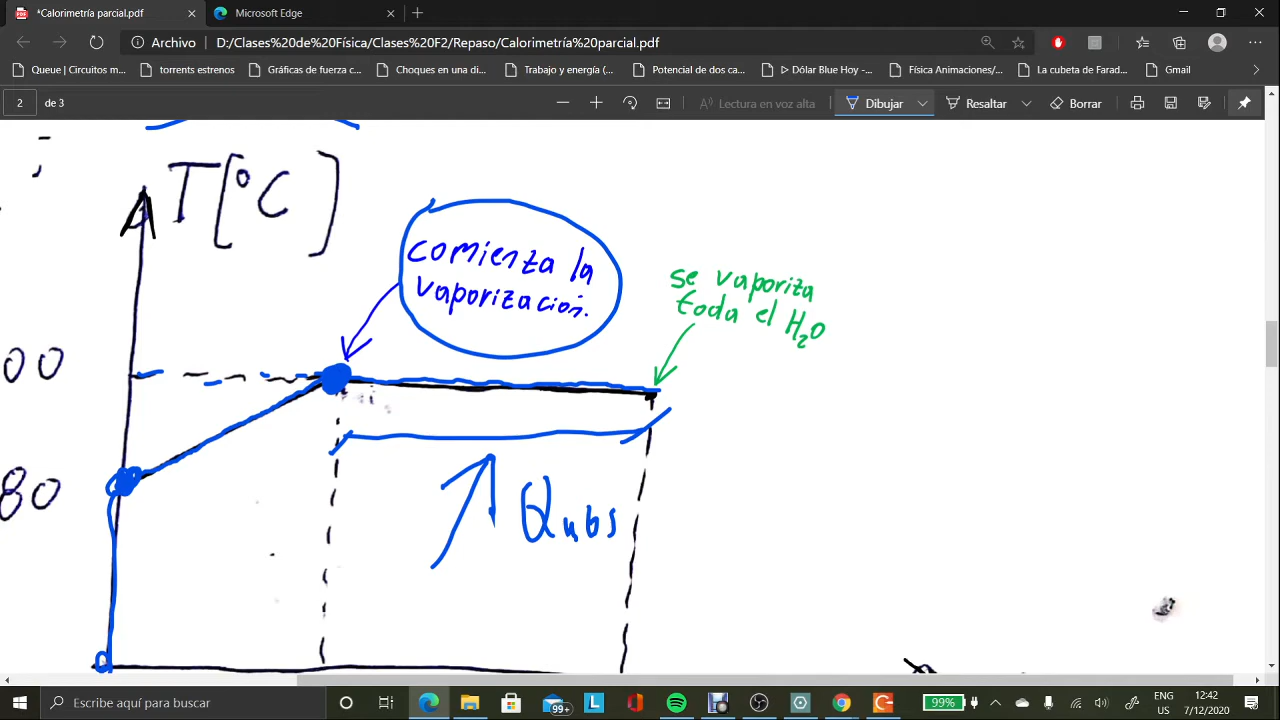 *Calorimetría parcial.pdf
Microsoft Edge
Archivo
D:/Clases%20de%20Física/Clases%20F2/Repaso/Calorimetría%20parcial.pdf
Queue | Circuitos m...
torrents estrenos
Gráficas de fuerza c...
Choques en una di...
Trabajo y energía (...
Potencial de dos ca...
Dólar Blue Hoy -...
Física Animaciones/...
La cubeta de Farad...
Gmail
2
de 3
Lectura en voz alta
Dibujar
Resaltar
Borrar
T[°C]
comienza la
vaporización.
se vaporiza
toda el H₂O
00
80
Qabs
Escribe aquí para buscar
99+
99%
ENG
ES
12:42
7/12/2020